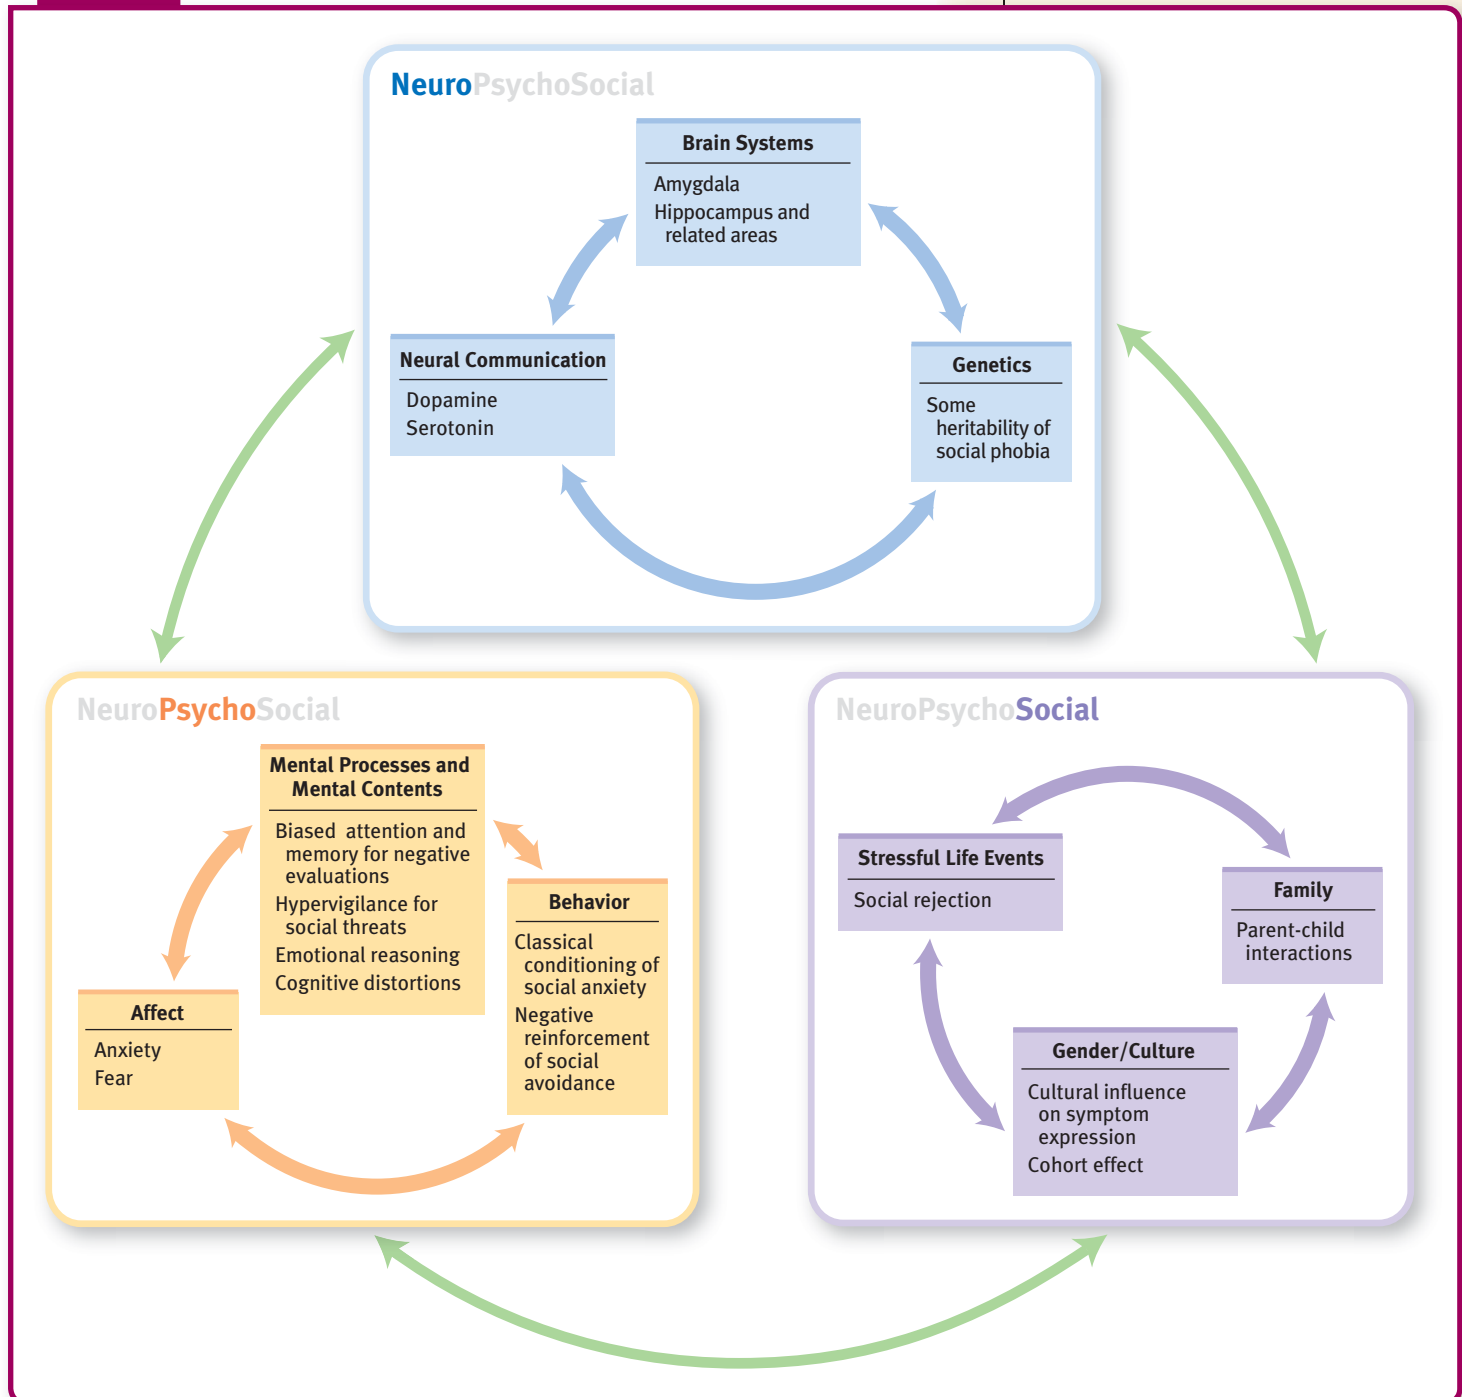 NeuroPsychoSocial
Brain Systems
Amygdala
Hippocampus and
related areas
Neural Communication
Dopamine
Serotonin
Genetics
Some
heritability of
social phobia
NeuroPsychoSocial
Mental Processes and
Mental Contents
Biased attention and
memory for negative
evaluations
Hypervigilance for
social threats
Emotional reasoning
Cognitive distortions
Behavior
Classical
conditioning of
social anxiety
Negative
reinforcement
of social
avoidance
Affect
Anxiety
Fear
NeuroPsychoSocial
Stressful Life Events
Social rejection
Family
Parent-child
interactions
Gender/Culture
Cultural influence
on symptom
expression
Cohort effect